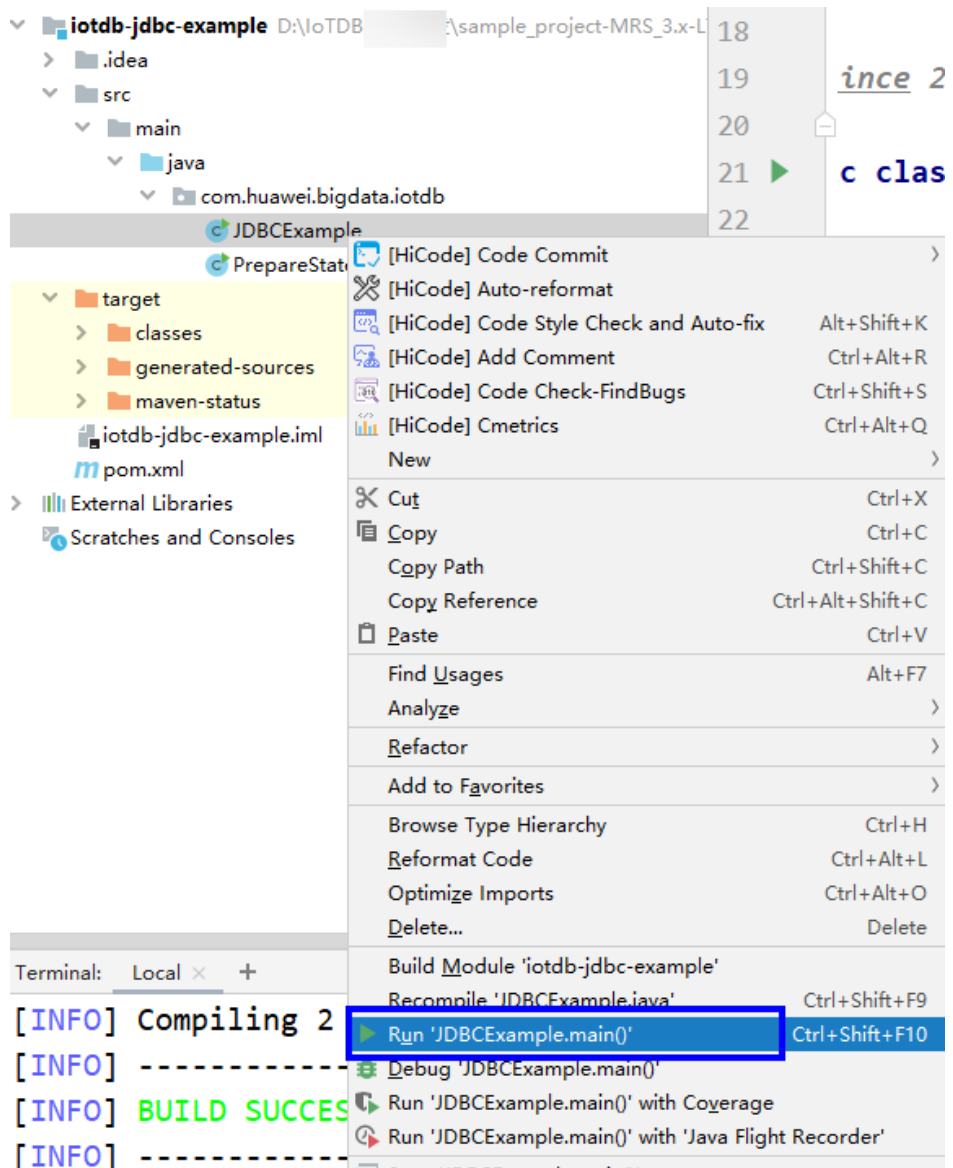 iotdb-jdbc-example D:\IoTDB \sample_project-MRS_3.x-L
.idea
src
main
java
com.huawei.bigdata.iotdb
JDBCExample
PrepareState
target
classes
generated-sources
maven-status
iotdb-jdbc-example.iml
pom.xml
External Libraries
Scratches and Consoles
18
19 ince 2
20
21 c clas
22
[HiCode] Code Commit
[HiCode] Auto-reformat
[HiCode] Code Style Check and Auto-fix Alt+Shift+K
[HiCode] Add Comment Ctrl+Alt+R
[HiCode] Code Check-FindBugs Ctrl+Shift+S
[HiCode] Cmetrics Ctrl+Alt+Q
New
Cut Ctrl+X
Copy Ctrl+C
Copy Path Ctrl+Shift+C
Copy Reference Ctrl+Alt+Shift+C
Paste Ctrl+V
Find Usages Alt+F7
Analyze
Refactor
Add to Favorites
Browse Type Hierarchy Ctrl+H
Reformat Code Ctrl+Alt+L
Optimize Imports Ctrl+Alt+O
Delete... Delete
Build Module 'iotdb-jdbc-example'
Recompile 'JDBCExample.java' Ctrl+Shift+F9
Run 'JDBCExample.main()' Ctrl+Shift+F10
Debug 'JDBCExample.main()'
Run 'JDBCExample.main()' with Coverage
Run 'JDBCExample.main()' with 'Java Flight Recorder'
Terminal: Local × +
[INFO] Compiling 2
[INFO] ------------
[INFO] BUILD SUCCES
[INFO] ------------